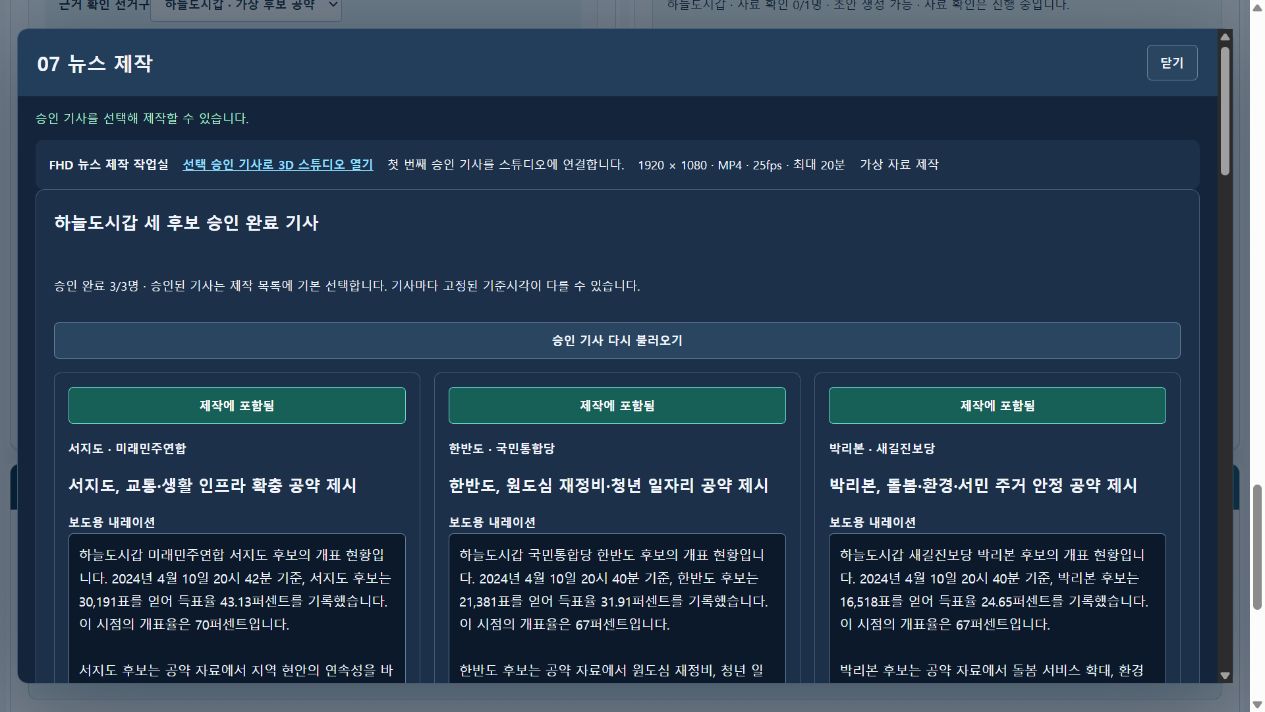 근거 확인 선거구
하늘도시갑 · 가상 후보 공약
하늘도시갑 · 자료 확인 0/1명 · 초안 생성 가능 · 자료 확인은 진행 중입니다.
07 뉴스 제작
닫기
승인 기사를 선택해 제작할 수 있습니다.
FHD 뉴스 제작 작업실 선택 승인 기사로 3D 스튜디오 열기 첫 번째 승인 기사를 스튜디오에 연결합니다. 1920 × 1080 · MP4 · 25fps · 최대 20분 가상 자료 제작
하늘도시갑 세 후보 승인 완료 기사
승인 완료 3/3명 · 승인된 기사는 제작 목록에 기본 선택합니다. 기사마다 고정된 기준시각이 다를 수 있습니다.
승인 기사 다시 불러오기
제작에 포함됨
서지도 · 미래민주연합
서지도, 교통·생활 인프라 확충 공약 제시
보도용 내레이션
하늘도시갑 미래민주연합 서지도 후보의 개표 현황입
니다. 2024년 4월 10일 20시 42분 기준, 서지도 후보는
30,191표를 얻어 득표율 43.13퍼센트를 기록했습니다.
이 시점의 개표율은 70퍼센트입니다.
서지도 후보는 공약 자료에서 지역 현안의 연속성을 바
제작에 포함됨
한반도 · 국민통합당
한반도, 원도심 재정비·청년 일자리 공약 제시
보도용 내레이션
하늘도시갑 국민통합당 한반도 후보의 개표 현황입니
다. 2024년 4월 10일 20시 40분 기준, 한반도 후보는
21,381표를 얻어 득표율 31.91퍼센트를 기록했습니다.
이 시점의 개표율은 67퍼센트입니다.
한반도 후보는 공약 자료에서 원도심 재정비, 청년 일
제작에 포함됨
박리본 · 새길진보당
박리본, 돌봄·환경·서민 주거 안정 공약 제시
보도용 내레이션
하늘도시갑 새길진보당 박리본 후보의 개표 현황입니
다. 2024년 4월 10일 20시 40분 기준, 박리본 후보는
16,518표를 얻어 득표율 24.65퍼센트를 기록했습니다.
이 시점의 개표율은 67퍼센트입니다.
박리본 후보는 공약 자료에서 돌봄 서비스 확대, 환경